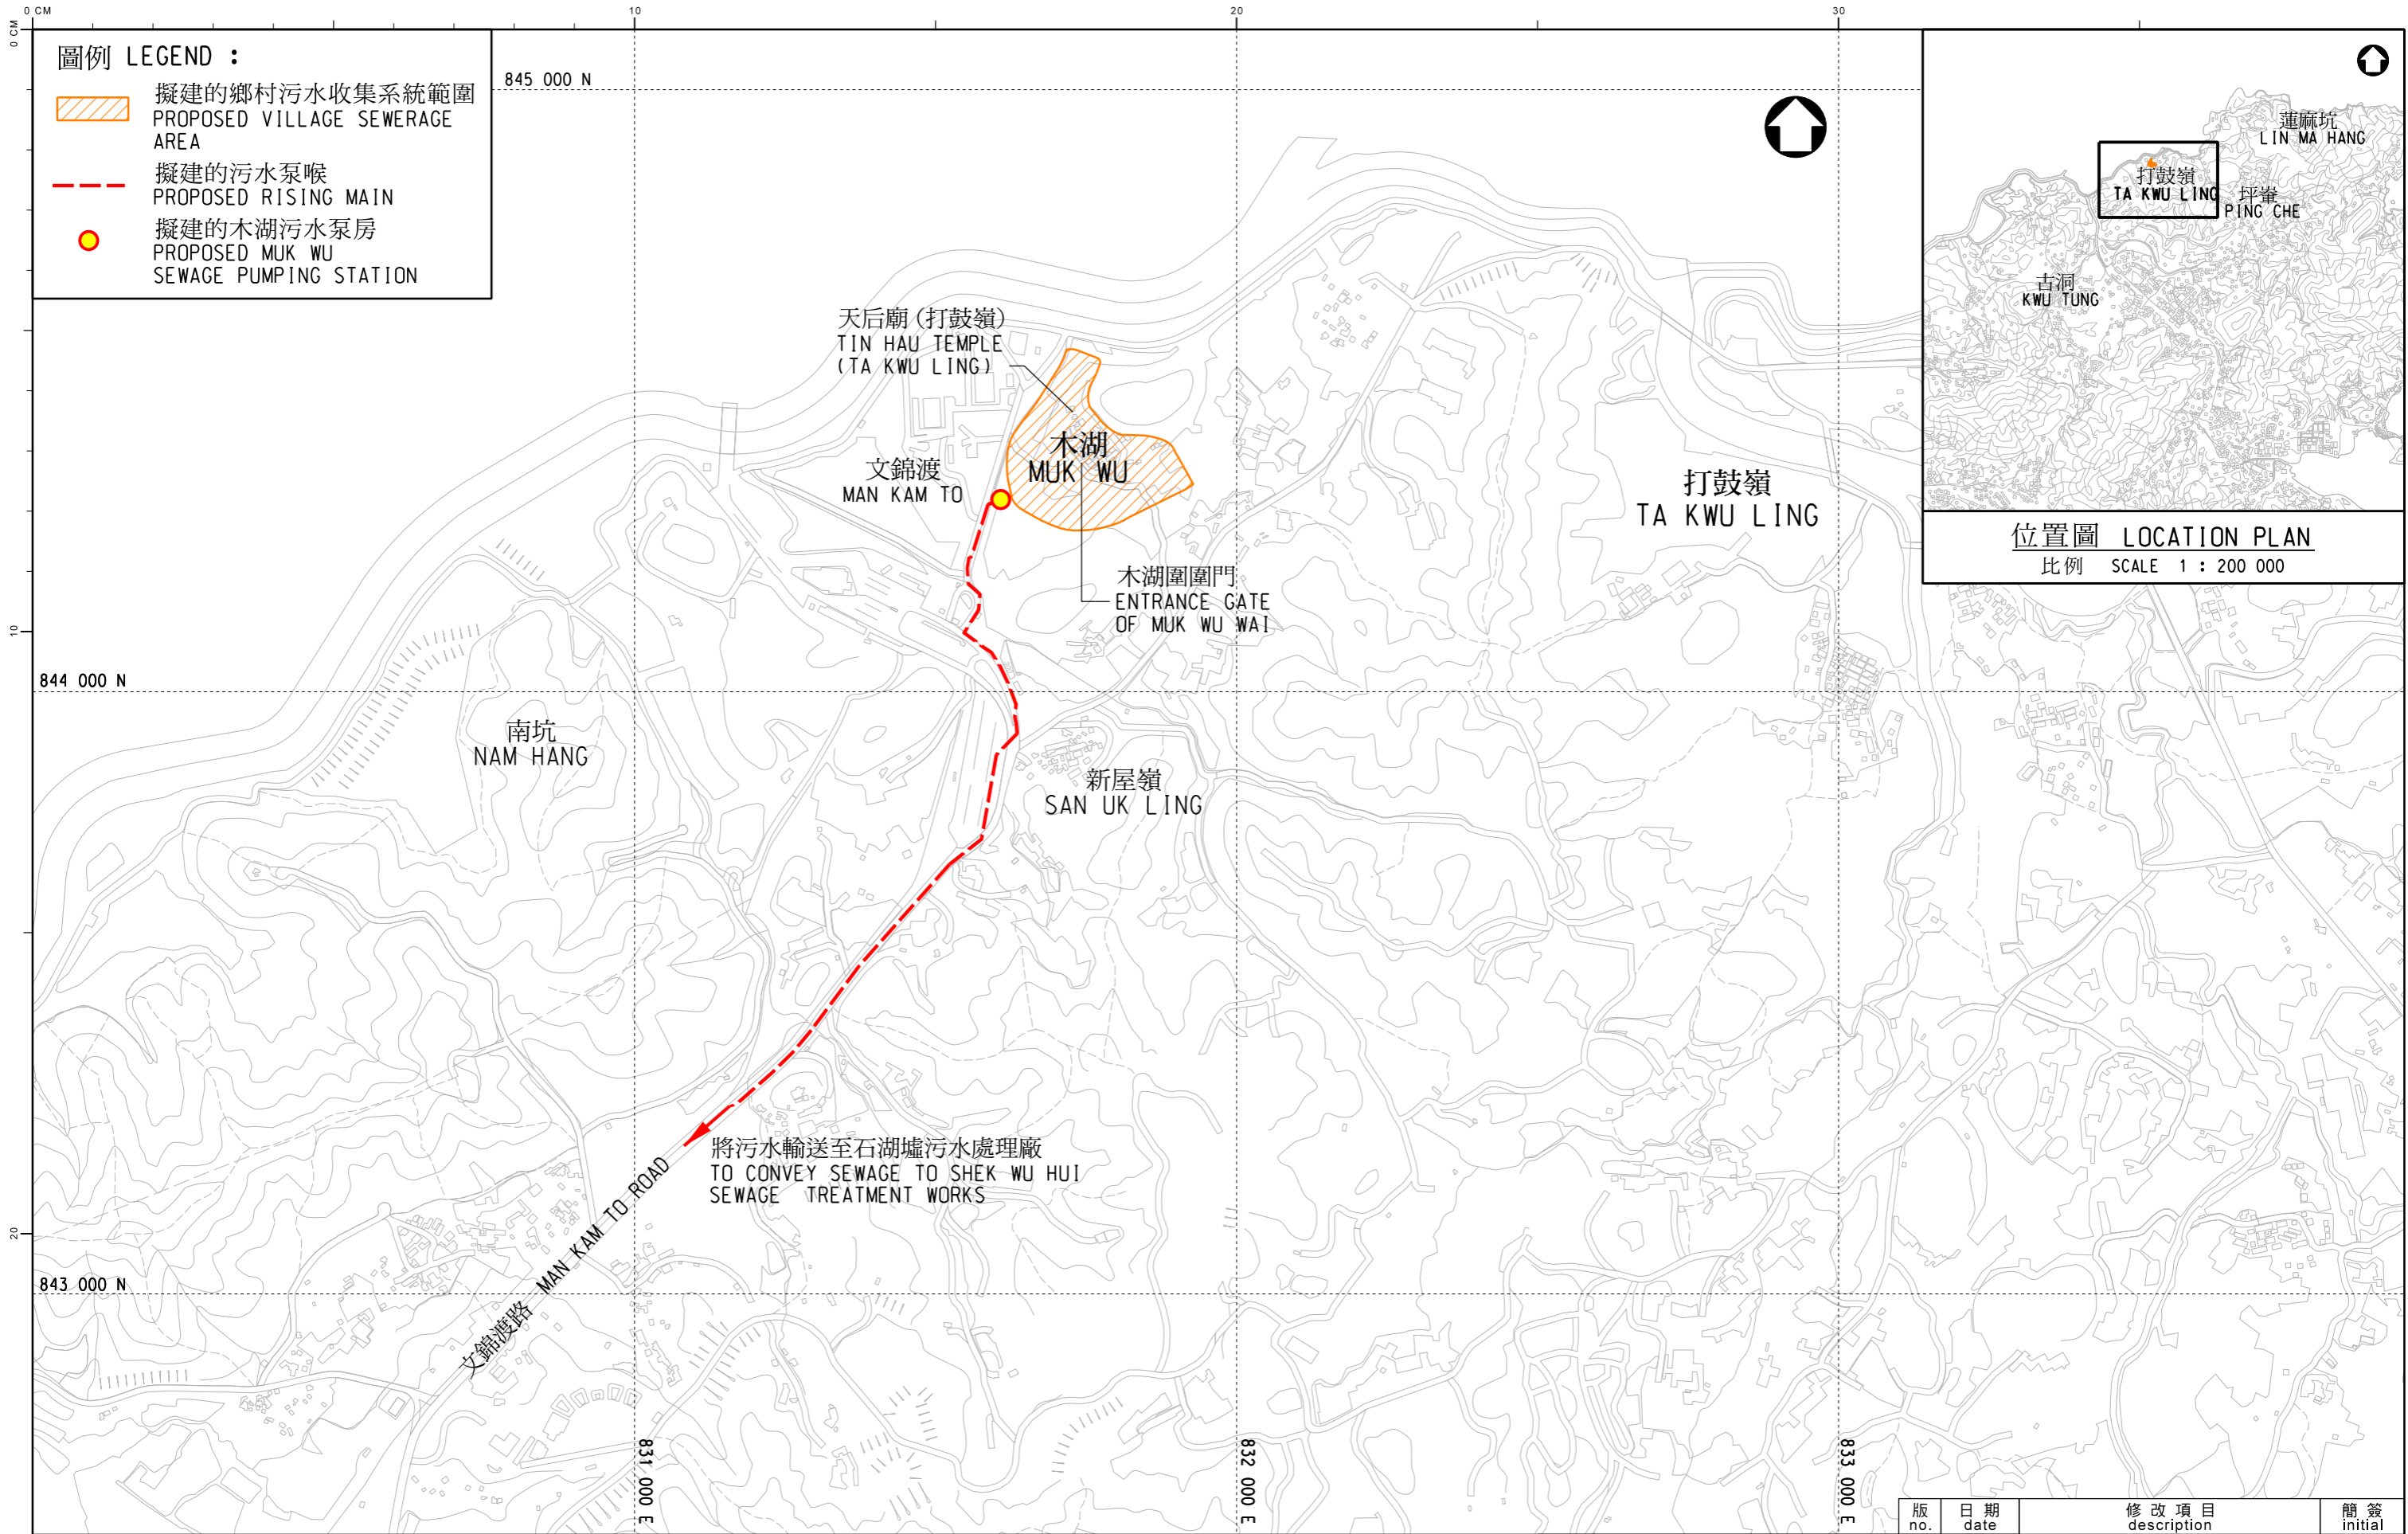 0 CM
10
20
30
0 CM
10
20
圖例 LEGEND :
擬建的鄉村污水收集系統範圍
PROPOSED VILLAGE SEWERAGE
AREA
擬建的污水泵喉
PROPOSED RISING MAIN
擬建的木湖污水泵房
PROPOSED MUK WU
SEWAGE PUMPING STATION
845 000 N
蓮麻坑
LIN MA HANG
打鼓嶺
TA KWU LING
坪輋
PING CHE
古洞
KWU TUNG
位置圖 LOCATION PLAN
比例 SCALE 1 : 200 000
天后廟(打鼓嶺)
TIN HAU TEMPLE
(TA KWU LING)
木湖
MUK WU
文錦渡
MAN KAM TO
打鼓嶺
TA KWU LING
木湖圍圍門
ENTRANCE GATE
OF MUK WU WAI
844 000 N
南坑
NAM HANG
新屋嶺
SAN UK LING
將污水輸送至石湖墟污水處理廠
TO CONVEY SEWAGE TO SHEK WU HUI
SEWAGE TREATMENT WORKS
文錦渡路 MAN KAM TO ROAD
843 000 N
831 000 E
832 000 E
833 000 E
版 日期 修改項目 簡簽
no. date description initial